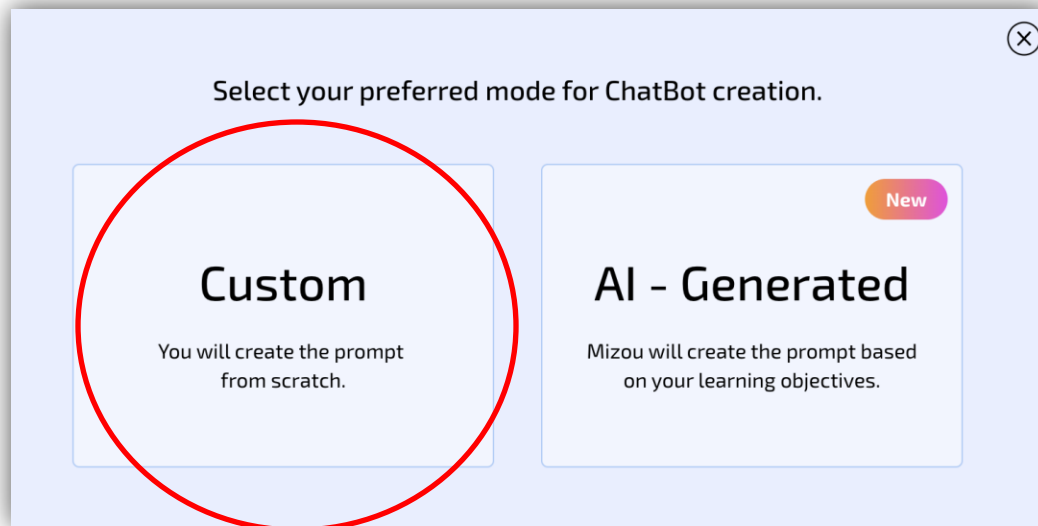 Select your preferred mode for ChatBot creation.
New
Custom
You will create the prompt
from scratch.
AI - Generated
Mizou will create the prompt based
on your learning objectives.